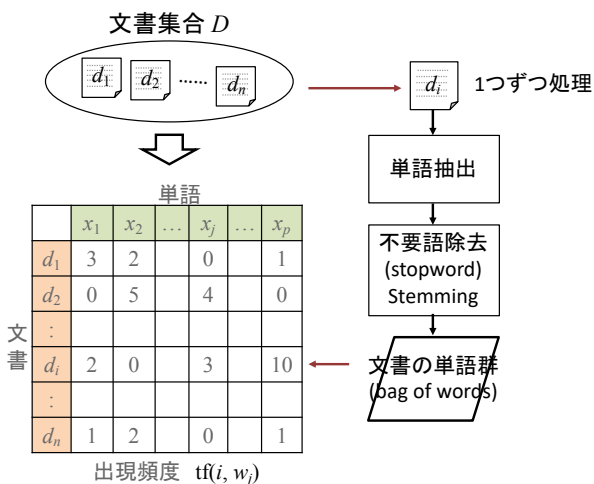 文書集合 D
d1 d2 ...... dn
di 1つずつ処理
単語抽出
不要語除去
(stopword)
Stemming
文書の単語群
(bag of words)
単語
x1 x2 … xj … xp
d1 3 2 0 1
d2 0 5 4 0
:
文書
di 2 0 3 10
:
dn 1 2 0 1
出現頻度 tf(i, wj)